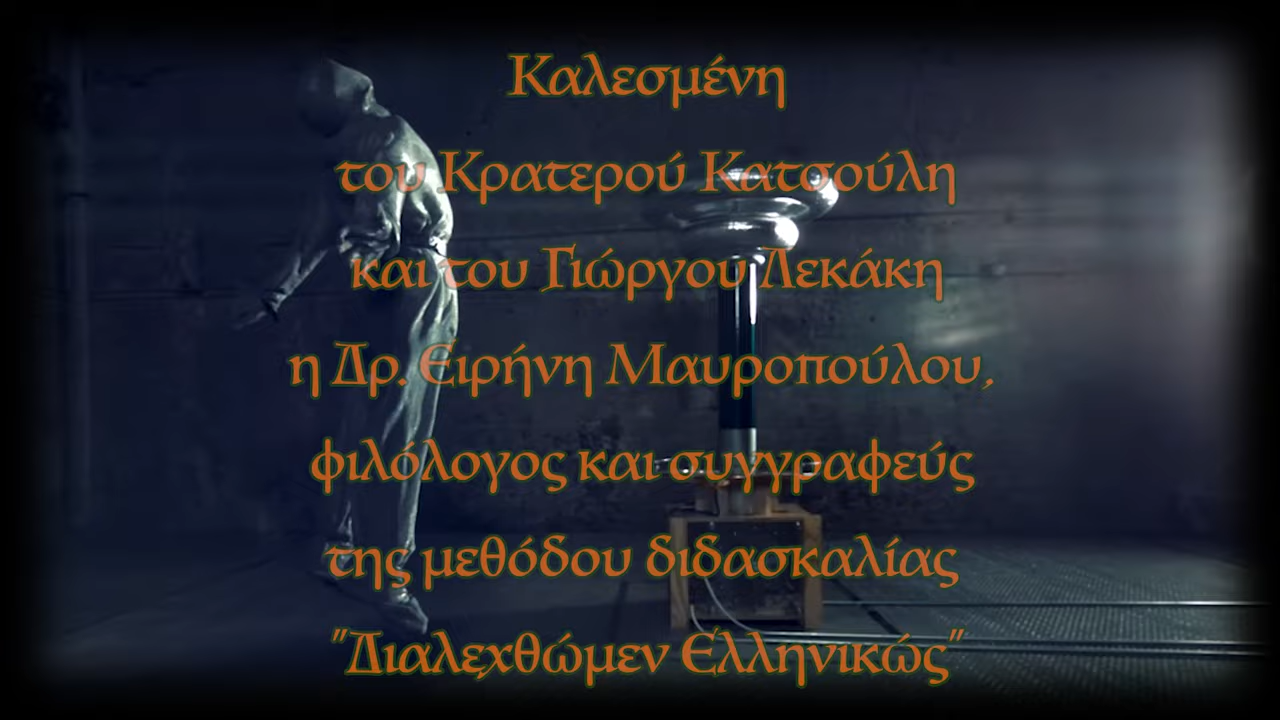 Καλεσμένη
του Κρατερού Κατσούλη
και του Γιώργου Λεκάκη
η Δρ. Ειρήνη Μαυροπούλου,
φιλόλογος και συγγραφεύς
της μεθόδου διδασκαλίας
"Διαλεχθώμεν Ελληνικώς"